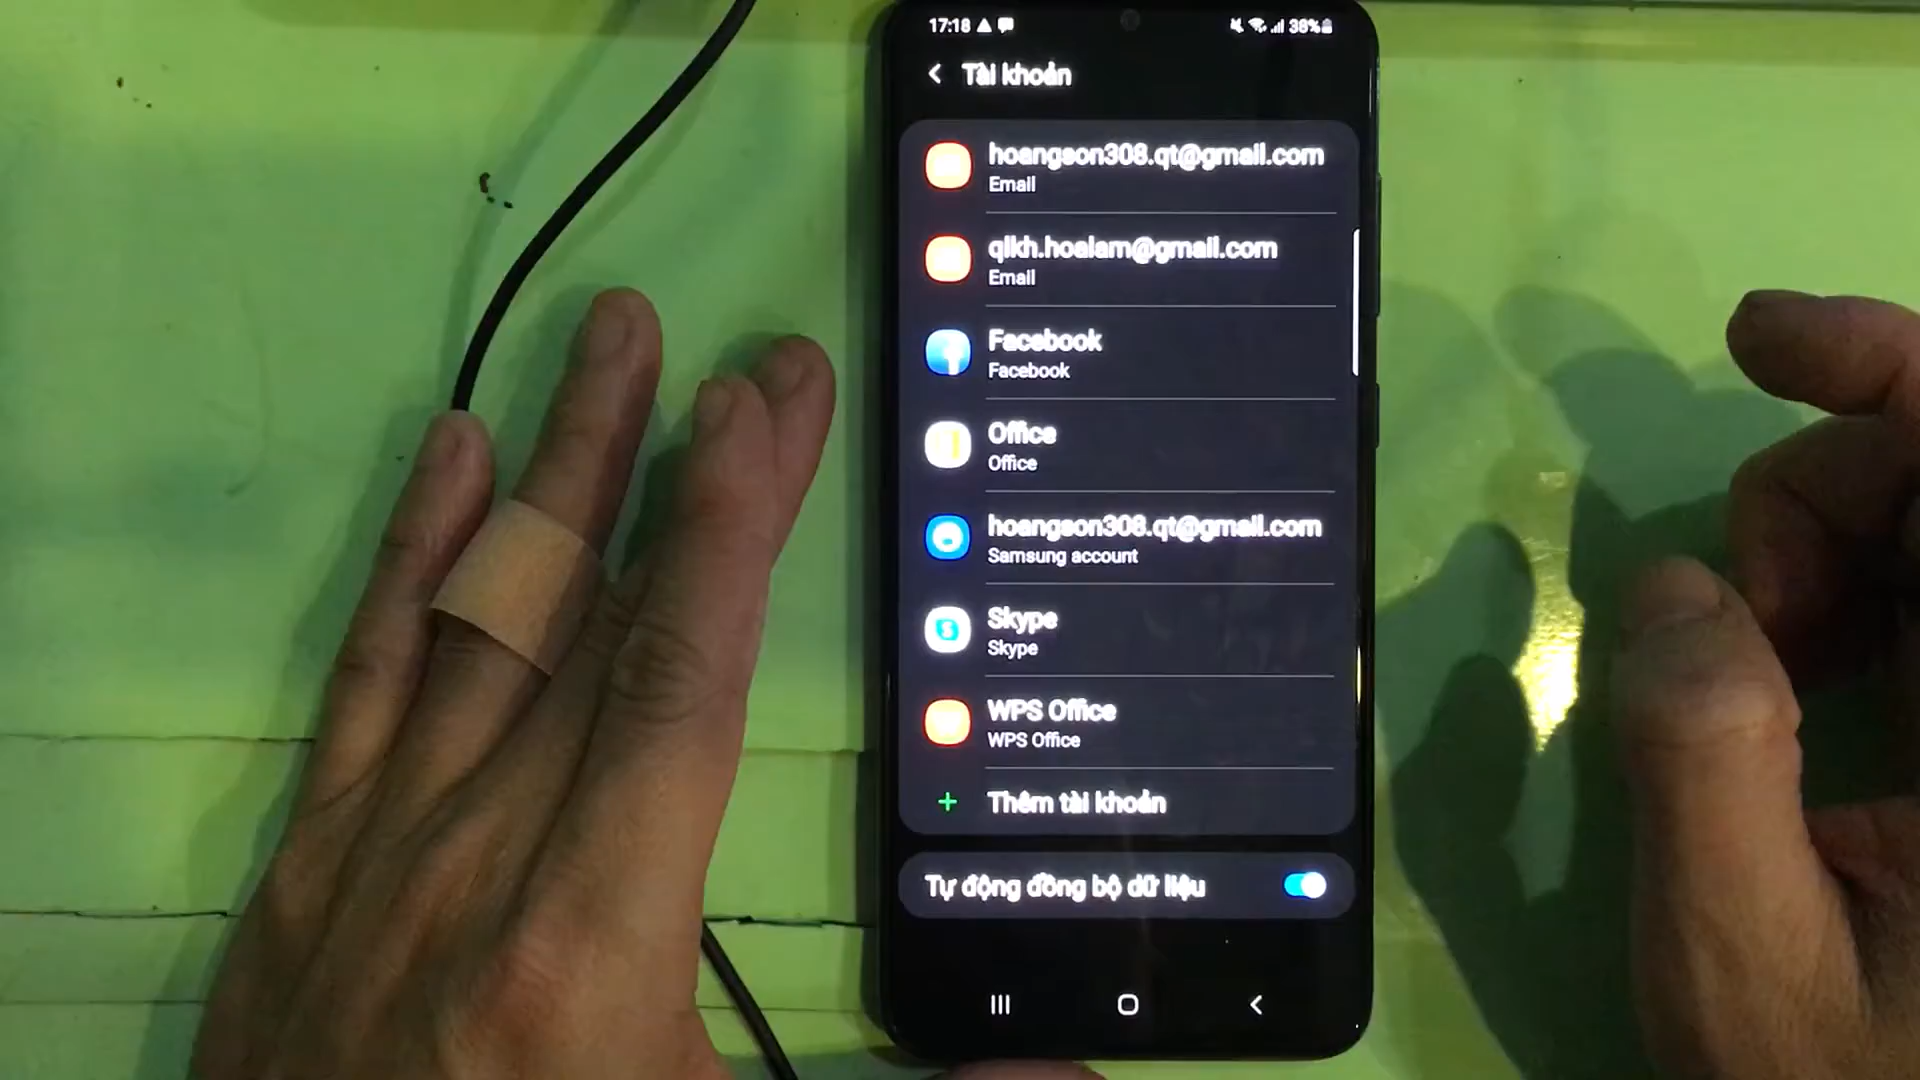 17:18 38%
Tài khoản
hoangson308.qt@gmail.com
Email
qlkh.hoalam@gmail.com
Email
Facebook
Facebook
Office
Office
hoangson308.qt@gmail.com
Samsung account
Skype
Skype
WPS Office
WPS Office
+ Thêm tài khoản
Tự động đồng bộ dữ liệu